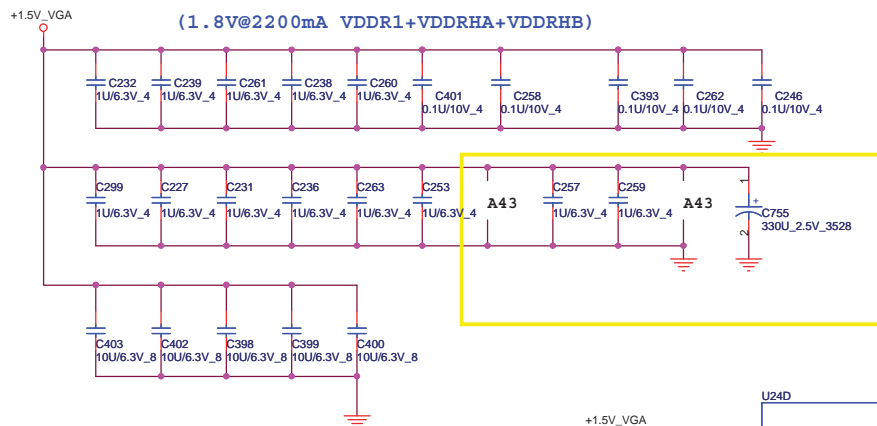 +1.5V_VGA
(1.8V@2200mA VDDR1+VDDRHA+VDDRHB)
C232
1U/6.3V_4
C239
1U/6.3V_4
C261
1U/6.3V_4
C238
1U/6.3V_4
C260
1U/6.3V_4
C401
0.1U/10V_4
C258
0.1U/10V_4
C393
0.1U/10V_4
C262
0.1U/10V_4
C246
0.1U/10V_4
C299
1U/6.3V_4
C227
1U/6.3V_4
C231
1U/6.3V_4
C236
1U/6.3V_4
C263
1U/6.3V_4
C253
1U/6.3V_4
A43
C257
1U/6.3V_4
C259
1U/6.3V_4
A43
1
+
2
C755
330U_2.5V_3528
C403
10U/6.3V_8
C402
10U/6.3V_8
C398
10U/6.3V_8
C399
10U/6.3V_8
C400
10U/6.3V_8
U24D
+1.5V_VGA